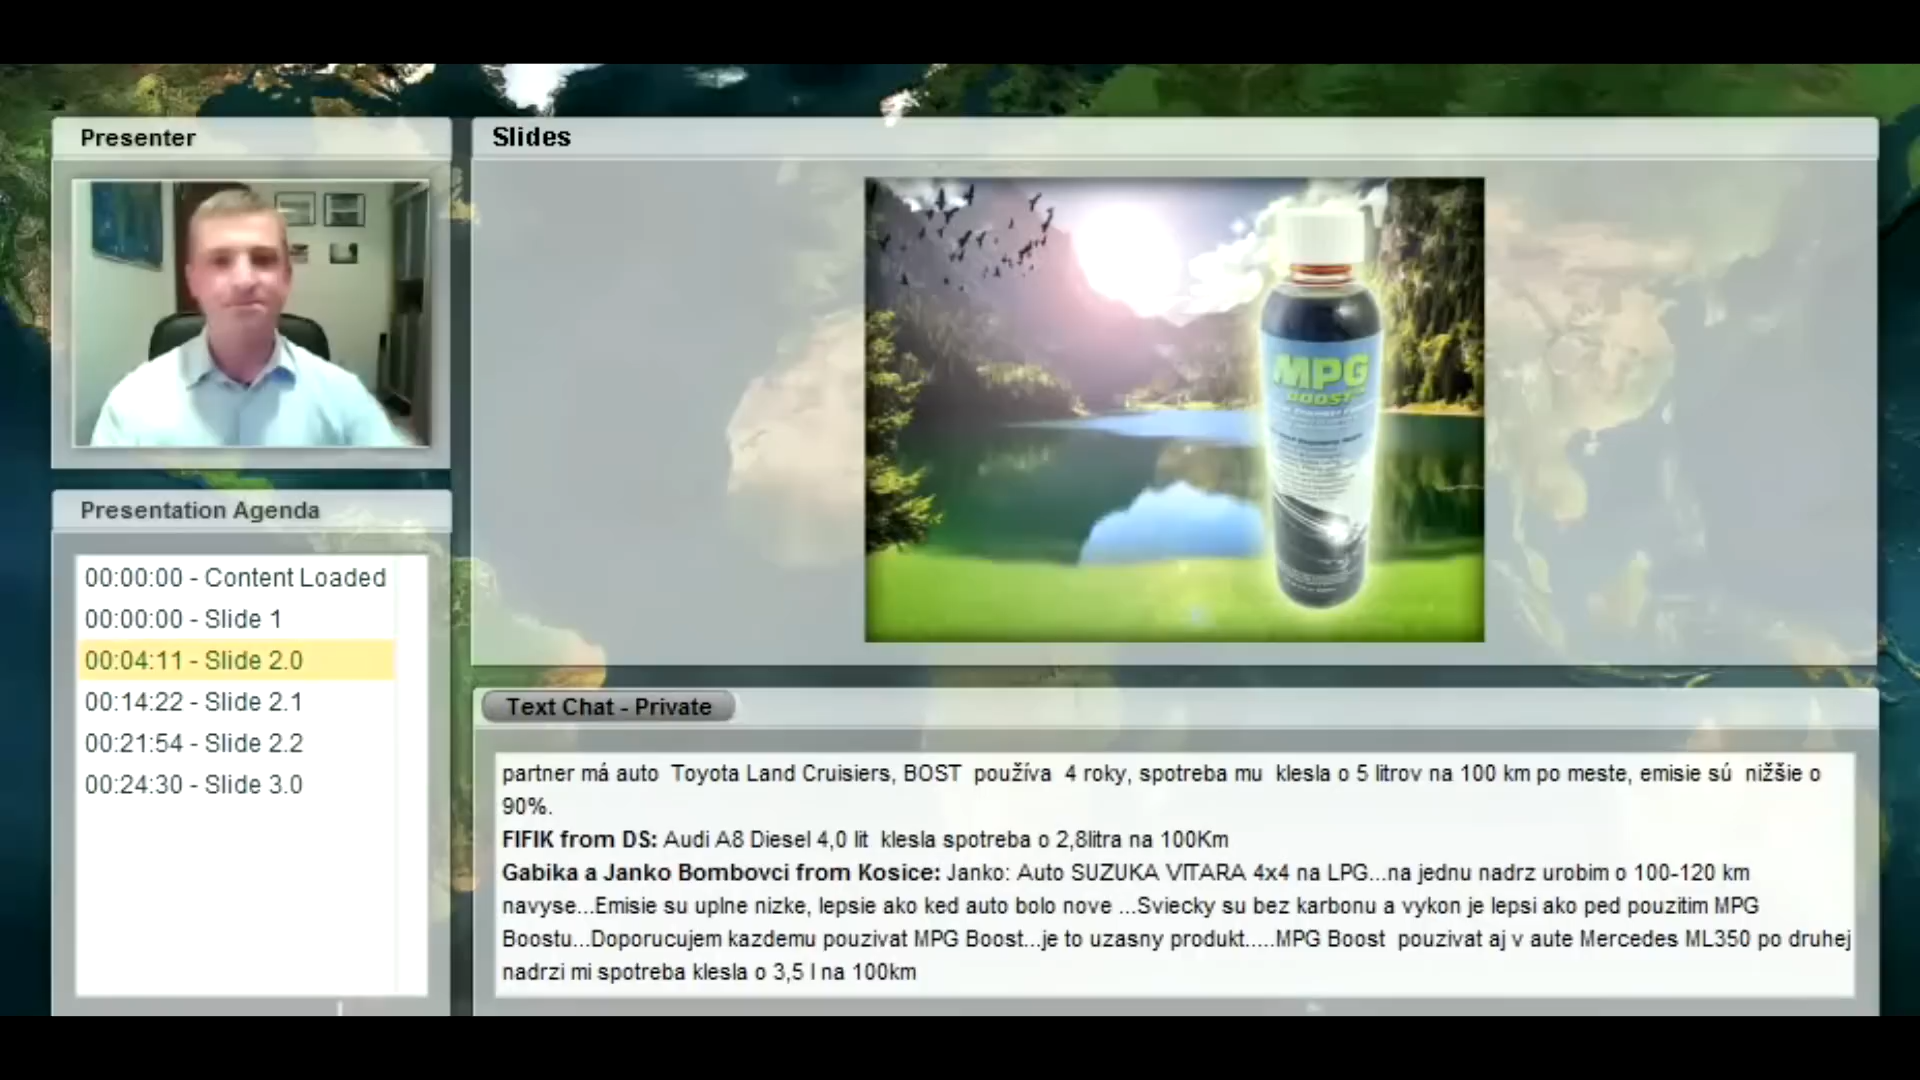 Presenter
Slides
MPG
BOOST
Presentation Agenda
00:00:00 - Content Loaded
00:00:00 - Slide 1
00:04:11 - Slide 2.0
00:14:22 - Slide 2.1
00:21:54 - Slide 2.2
00:24:30 - Slide 3.0
Text Chat - Private
partner má auto Toyota Land Cruisiers, BOST používa 4 roky, spotreba mu klesla o 5 litrov na 100 km po meste, emisie sú nižšie o
90%.
FIFIK from DS: Audi A8 Diesel 4,0 lit klesla spotreba o 2,8litra na 100Km
Gabika a Janko Bombovci from Kosice: Janko: Auto SUZUKA VITARA 4x4 na LPG...na jednu nadrz urobim o 100-120 km
navyse...Emisie su uplne nizke, lepsie ako ked auto bolo nove ...Sviecky su bez karbonu a vykon je lepsi ako ped pouzitim MPG
Boostu...Doporucujem kazdemu pouzivat MPG Boost...je to uzasny produkt.....MPG Boost pouzivat aj v aute Mercedes ML350 po druhej
nadrzi mi spotreba klesla o 3,5 l na 100km